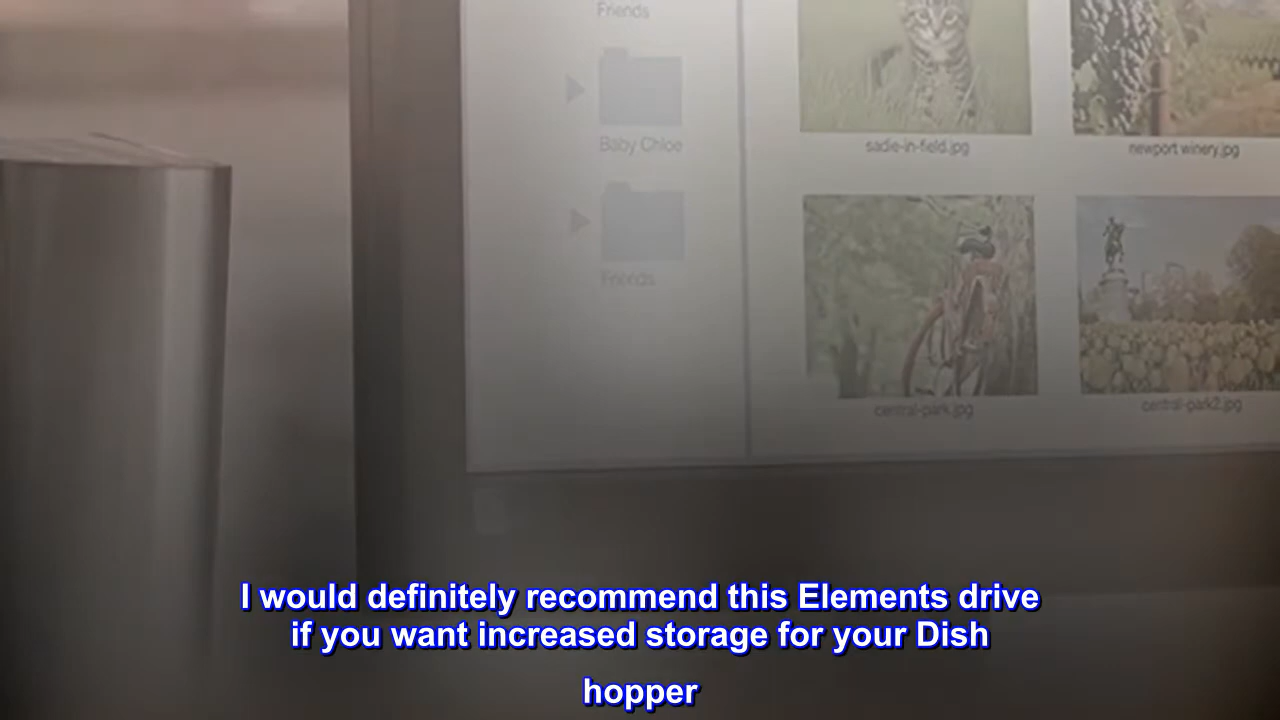 Friends
Baby Chloe
Friends
sadie-in-field.jpg
newport winery.jpg
central-park.jpg
central-park2.jpg
I would definitely recommend this Elements drive
if you want increased storage for your Dish
hopper